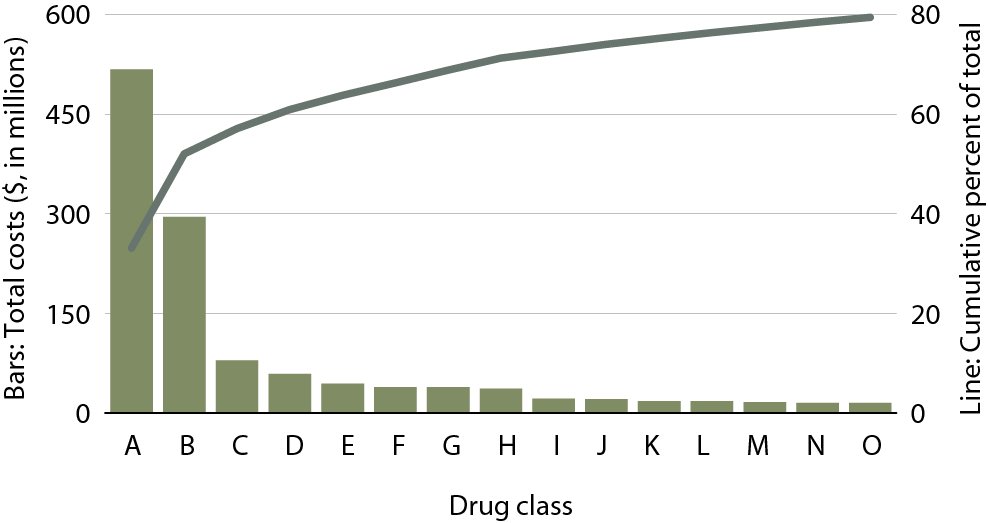 Bars: Total costs ($, in millions)
600
450
300
150
0
80
60
40
20
0
Line: Cumulative percent of total
A B C D E F G H I J K L M N O
Drug class